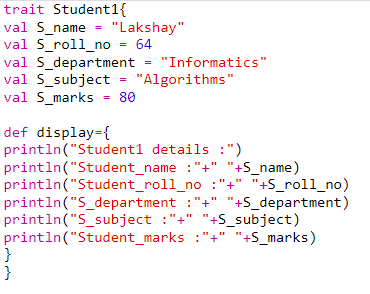 trait Student1{
val S_name = "Lakshay"
val S_roll_no = 64
val S_department = "Informatics"
val S_subject = "Algorithms"
val S_marks = 80

def display={
println("Student1 details :")
println("Student_name :"+" "+S_name)
println("Student_roll_no :"+" "+S_roll_no)
println("S_department :"+" "+S_department)
println("S_subject :"+" "+S_subject)
println("Student_marks :"+" "+S_marks)
}
}